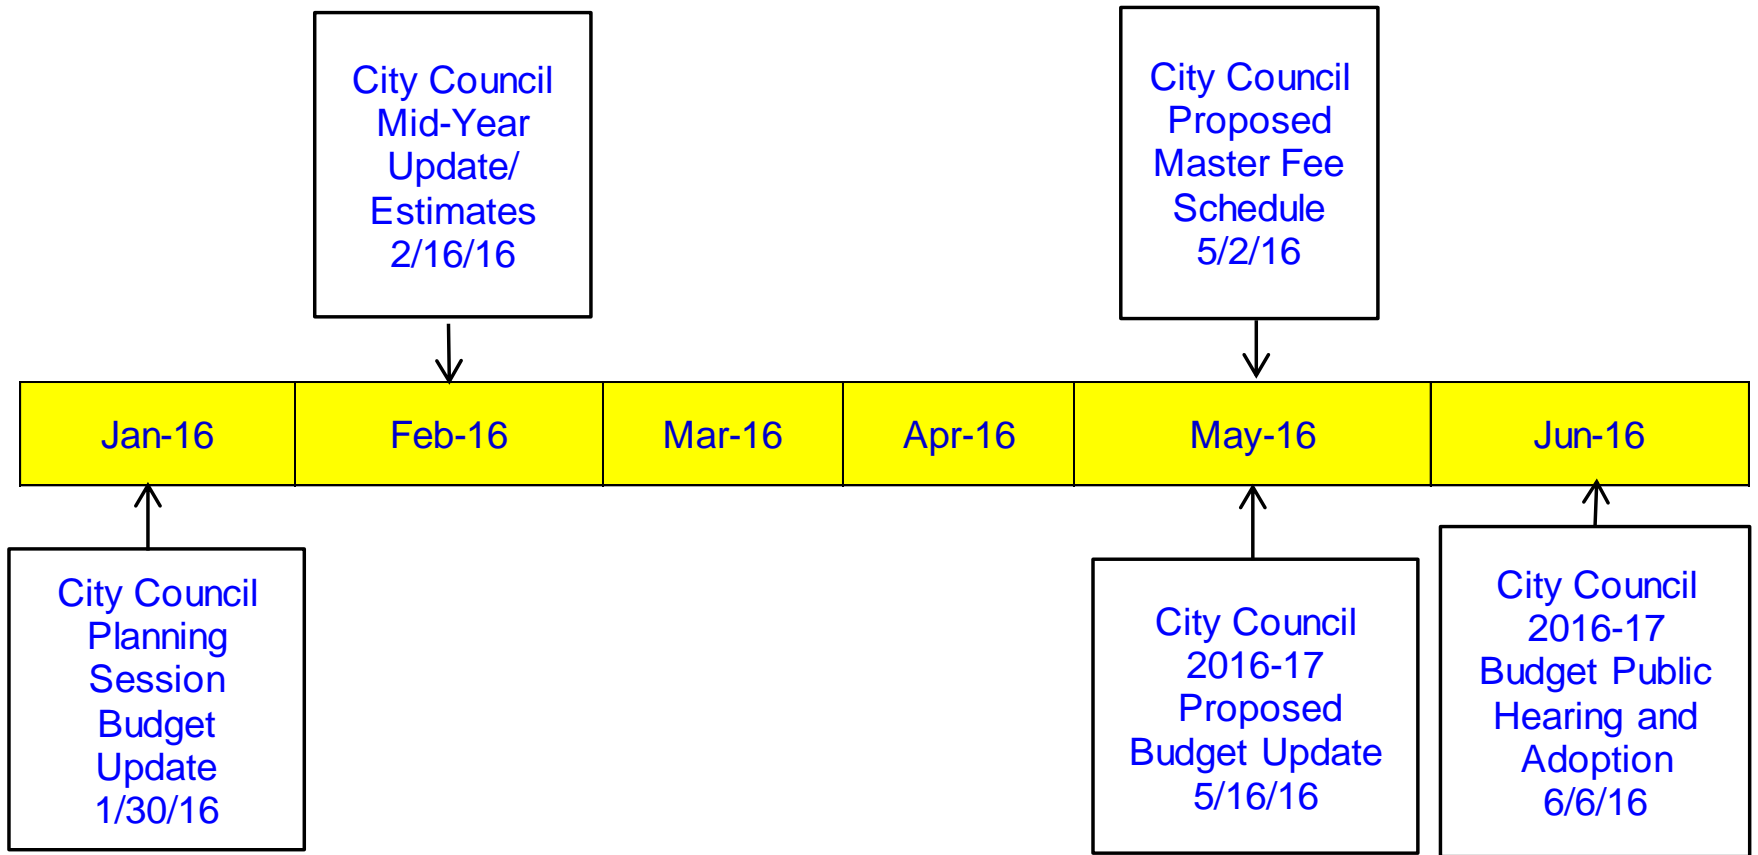 City Council
Mid-Year
Update/
Estimates
2/16/16
City Council
Proposed
Master Fee
Schedule
5/2/16
Jan-16
Feb-16
Mar-16
Apr-16
May-16
Jun-16
City Council
Planning
Session
Budget
Update
1/30/16
City Council
2016-17
Proposed
Budget Update
5/16/16
City Council
2016-17
Budget Public
Hearing and
Adoption
6/6/16